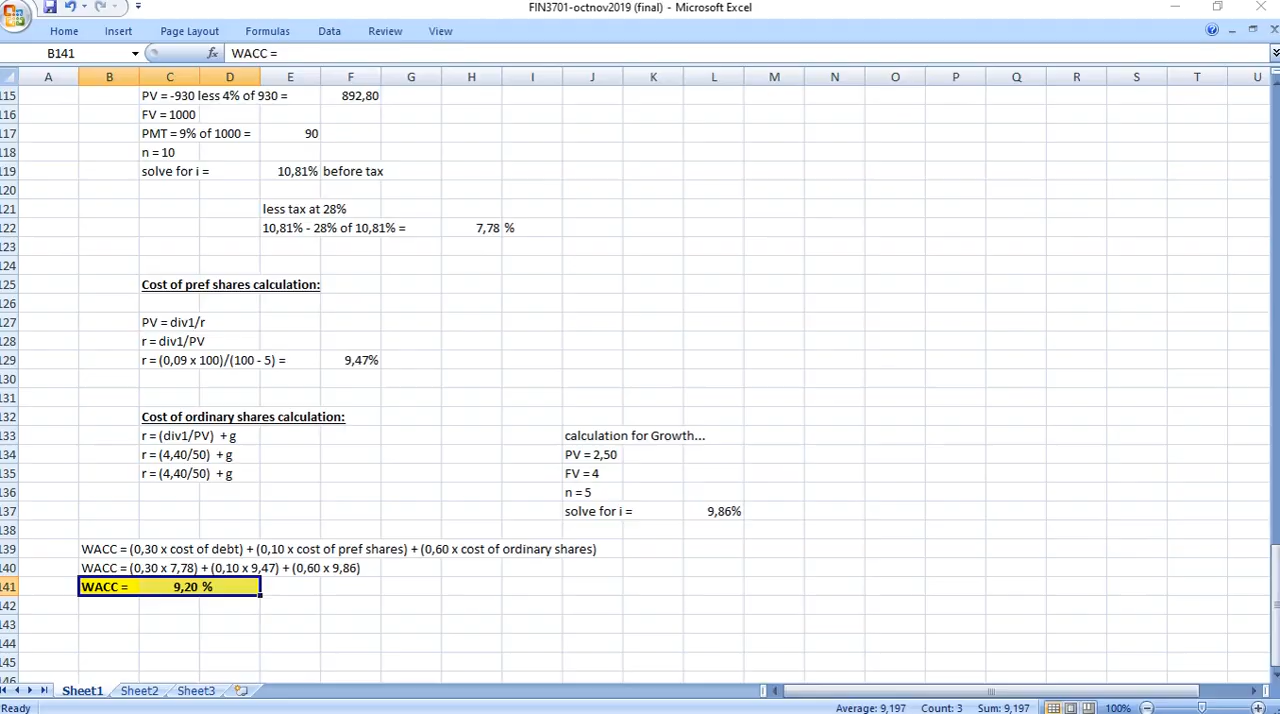 FIN3701-octnov2019 (final) - Microsoft Excel
Home Insert Page Layout Formulas Data Review View
B141 fx WACC =
A B C D E F G H I J K L M N O P Q R S T U
115 PV = -930 less 4% of 930 = 892,80
116 FV = 1000
117 PMT = 9% of 1000 = 90
118 n = 10
119 solve for i = 10,81% before tax
120
121 less tax at 28%
122 10,81% - 28% of 10,81% = 7,78 %
123
124
125 Cost of pref shares calculation:
126
127 PV = div1/r
128 r = div1/PV
129 r = (0,09 x 100)/(100 - 5) = 9,47%
130
131
132 Cost of ordinary shares calculation:
133 r = (div1/PV) + g calculation for Growth...
134 r = (4,40/50) + g PV = 2,50
135 r = (4,40/50) + g FV = 4
136 n = 5
137 solve for i = 9,86%
138
139 WACC = (0,30 x cost of debt) + (0,10 x cost of pref shares) + (0,60 x cost of ordinary shares)
140 WACC = (0,30 x 7,78) + (0,10 x 9,47) + (0,60 x 9,86)
141 WACC = 9,20 %
142
143
144
145
146
Sheet1 Sheet2 Sheet3
Ready Average: 9,197 Count: 3 Sum: 9,197 100%